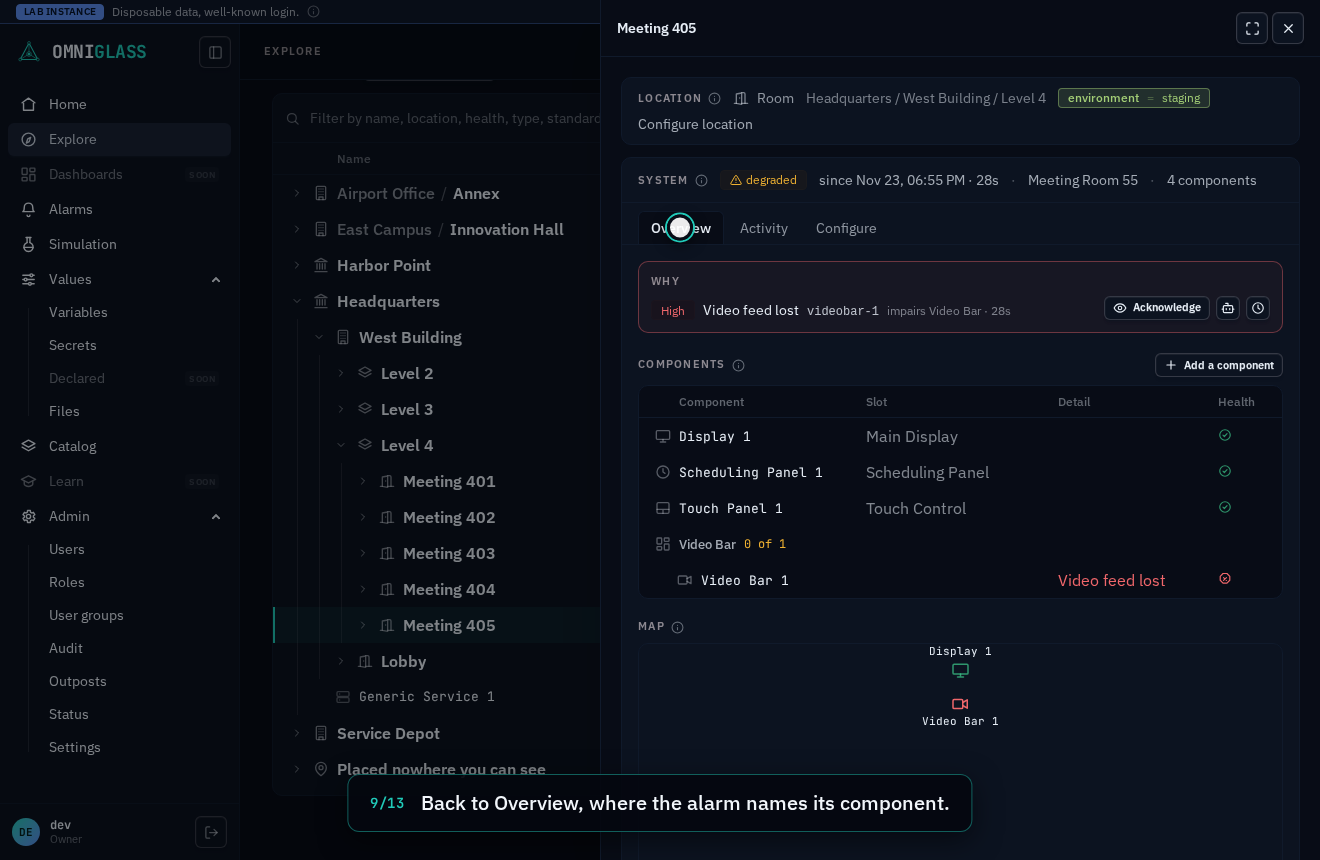 LAB INSTANCE Disposable data, well-known login.
OMNIGLASS
Home
Explore
Dashboards SOON
Alarms
Simulation
Values
Variables
Secrets
Declared SOON
Files
Catalog
Learn SOON
Admin
Users
Roles
User groups
Audit
Outposts
Status
Settings
DE dev
Owner
EXPLORE
Filter by name, location, health, type, standard
Name
Airport Office / Annex
East Campus / Innovation Hall
Harbor Point
Headquarters
West Building
Level 2
Level 3
Level 4
Meeting 401
Meeting 402
Meeting 403
Meeting 404
Meeting 405
Lobby
Generic Service 1
Service Depot
Placed nowhere you can see
Meeting 405
LOCATION Room Headquarters / West Building / Level 4 environment = staging
Configure location
SYSTEM degraded since Nov 23, 06:55 PM · 28s · Meeting Room 55 · 4 components
Overview Activity Configure
WHY
High Video feed lost videobar-1 impairs Video Bar · 28s Acknowledge
COMPONENTS Add a component
Component Slot Detail Health
Display 1 Main Display
Scheduling Panel 1 Scheduling Panel
Touch Panel 1 Touch Control
Video Bar 0 of 1
Video Bar 1 Video feed lost
MAP
Display 1
Video Bar 1
9/13 Back to Overview, where the alarm names its component.